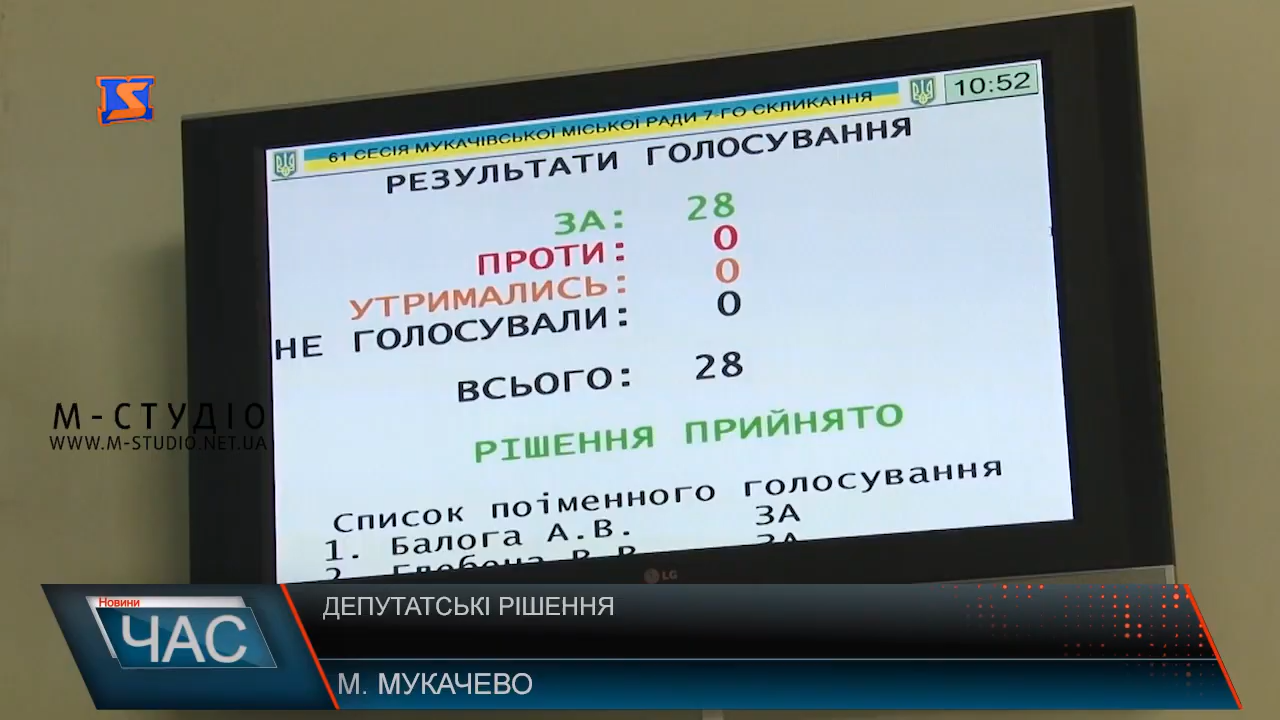 61 СЕСІЯ МУКАЧІВСЬКОЇ МІСЬКОЇ РАДИ 7-ГО СКЛИКАННЯ
10:52
РЕЗУЛЬТАТИ ГОЛОСУВАННЯ
ЗА: 28
ПРОТИ: 0
УТРИМАЛИСЬ: 0
НЕ ГОЛОСУВАЛИ: 0
ВСЬОГО: 28
РІШЕННЯ ПРИЙНЯТО
Список поіменного голосування
1. Балога А.В. ЗА
2. ЗА
LG
М-СТУДІО
WWW.M-STUDIO.NET.UA
Новини
ЧАС
ДЕПУТАТСЬКІ РІШЕННЯ
М. МУКАЧЕВО